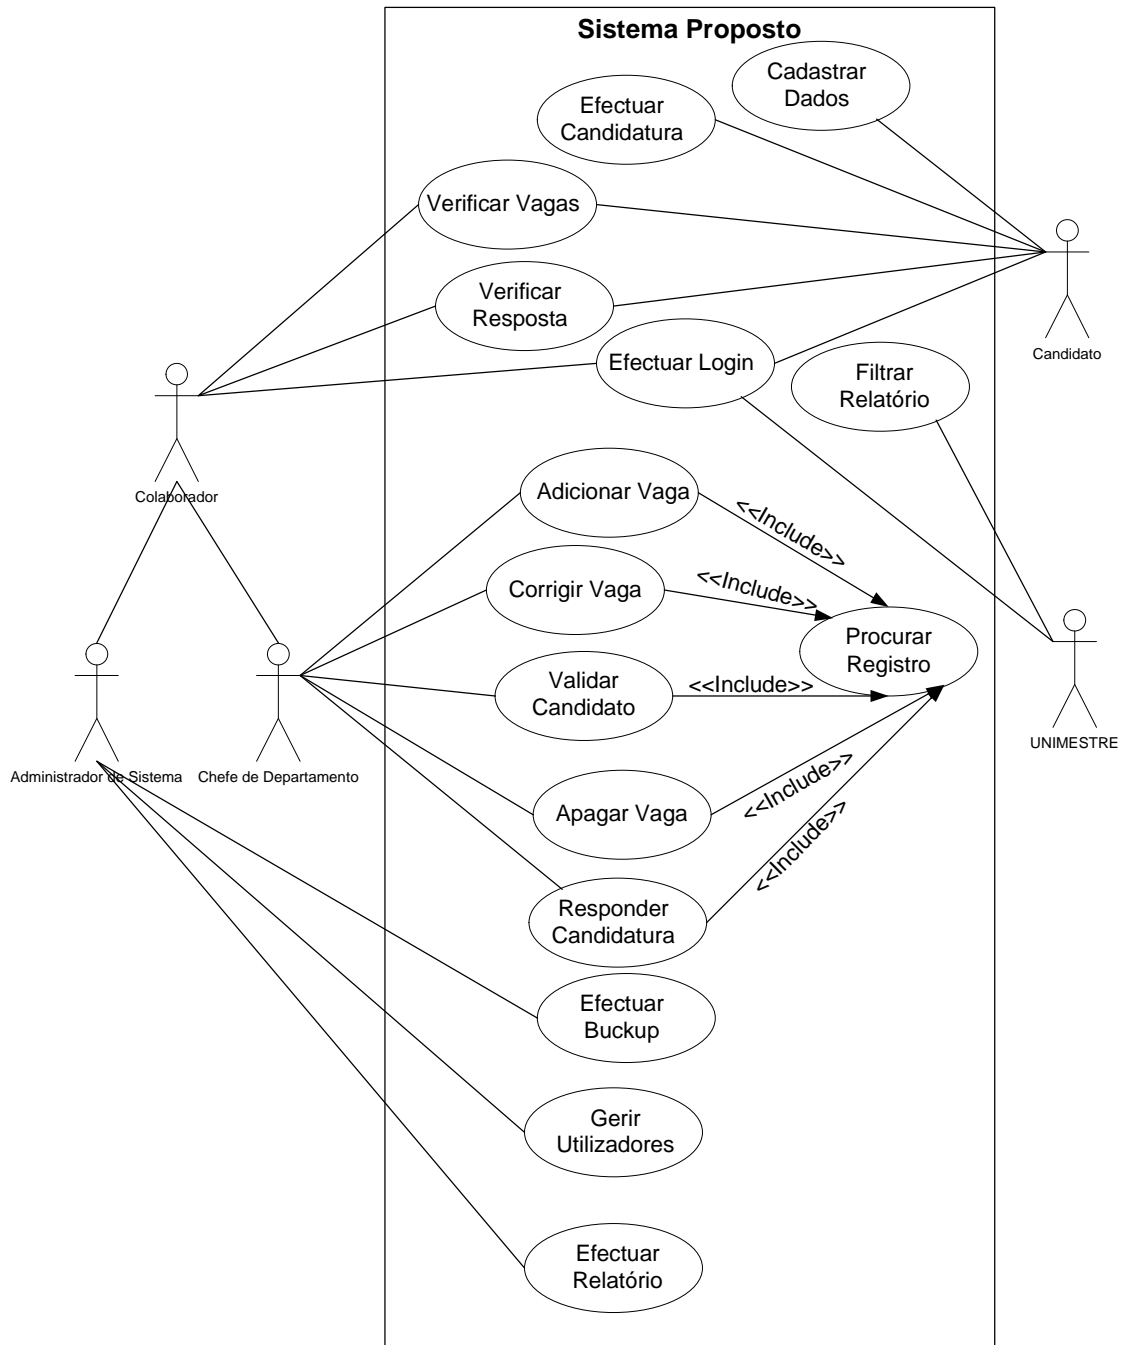 Sistema Proposto
Cadastrar
Dados
Efectuar
Candidatura
Verificar Vagas
Verificar
Resposta
Candidato
Efectuar Login
Filtrar
Relatório
Colaborador
Adicionar Vaga
<<Include>>
Corrigir Vaga
<<Include>>
Procurar
Registro
Validar
Candidato
<<Include>>
UNIMESTRE
Administrador de Sistema
Chefe de Departamento
Apagar Vaga
<<Include>>
<<Include>>
Responder
Candidatura
Efectuar
Buckup
Gerir
Utilizadores
Efectuar
Relatório